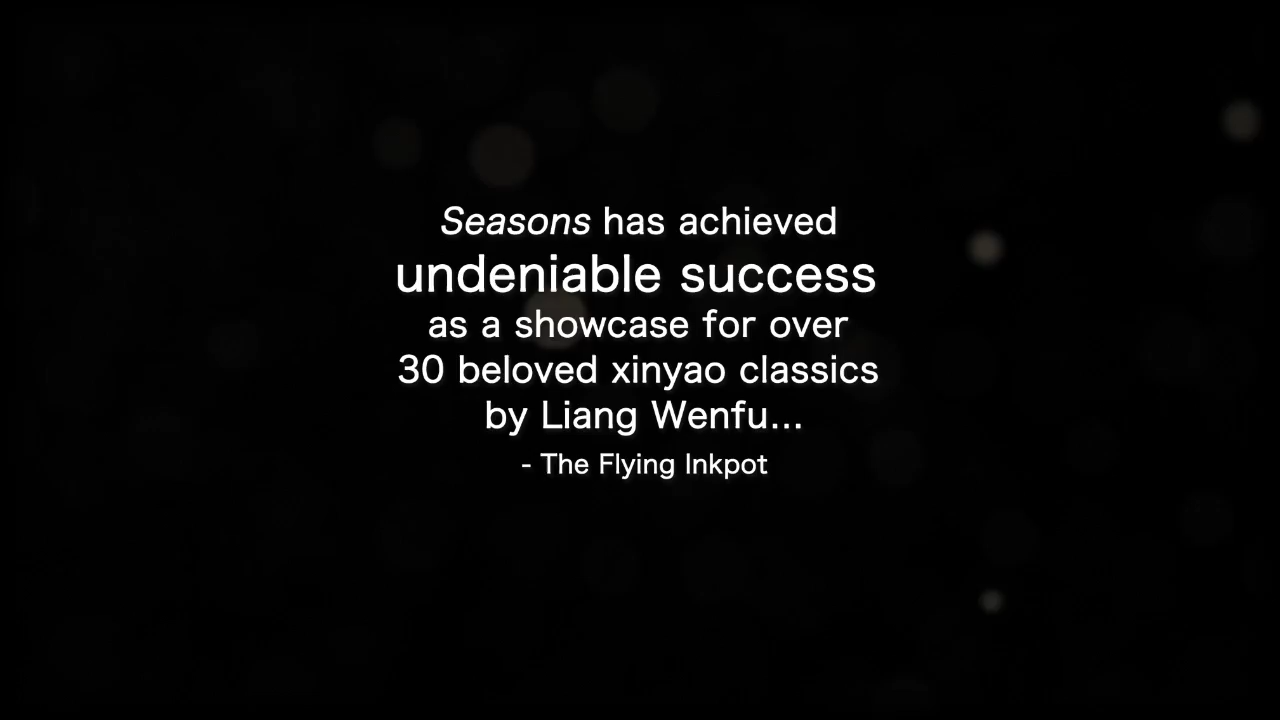 Seasons has achieved
undeniable success
as a showcase for over
30 beloved xinyao classics
by Liang Wenfu...
- The Flying Inkpot